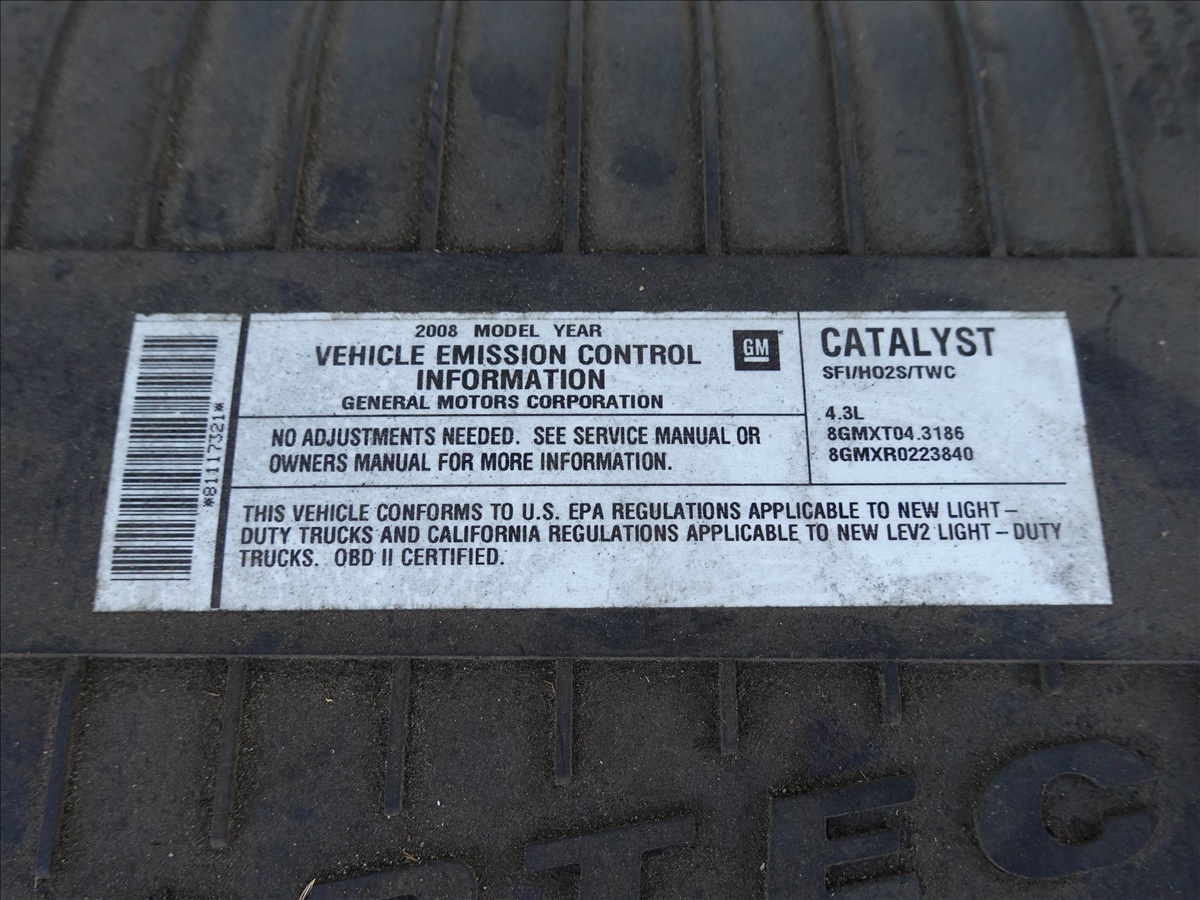 *81117321*
2008 MODEL YEAR
VEHICLE EMISSION CONTROL
INFORMATION
GENERAL MOTORS CORPORATION
GM
NO ADJUSTMENTS NEEDED. SEE SERVICE MANUAL OR
OWNERS MANUAL FOR MORE INFORMATION.
CATALYST
SFI/HO2S/TWC
4.3L
8GMXT04.3186
8GMXR0223840
THIS VEHICLE CONFORMS TO U.S. EPA REGULATIONS APPLICABLE TO NEW LIGHT–
DUTY TRUCKS AND CALIFORNIA REGULATIONS APPLICABLE TO NEW LEV2 LIGHT–DUTY
TRUCKS. OBD II CERTIFIED.
TEC